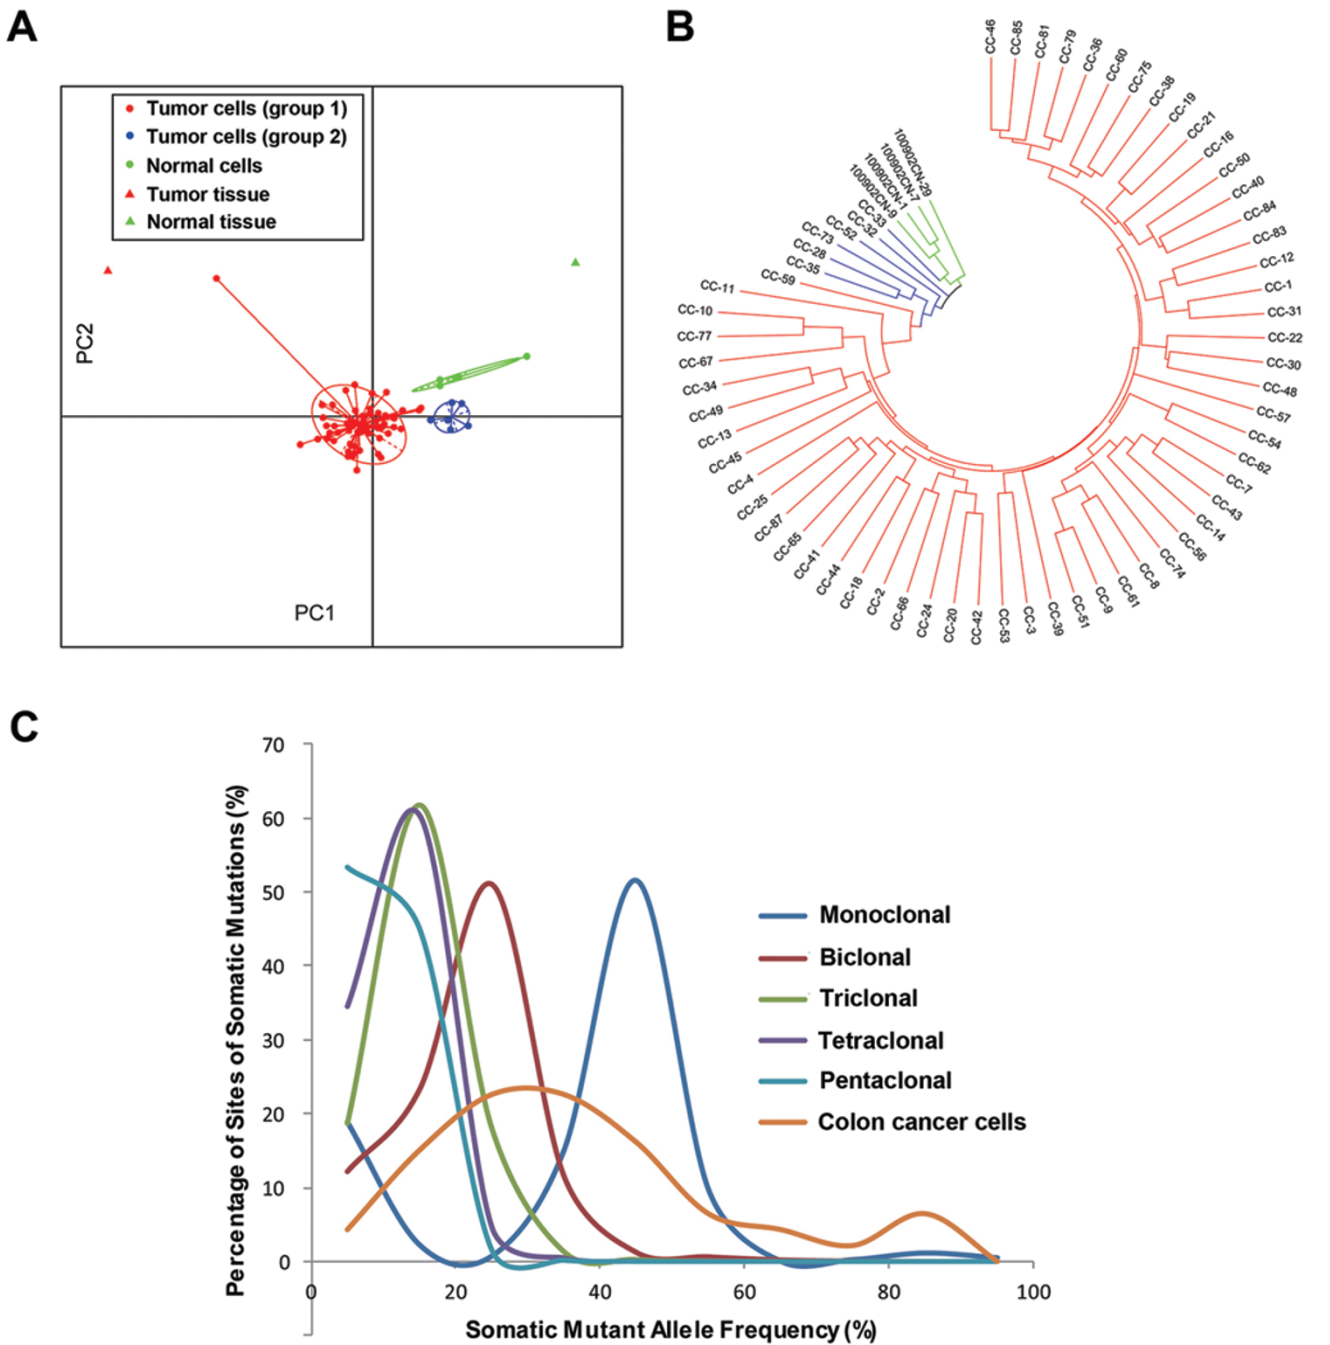 A
Tumor cells (group 1)
Tumor cells (group 2)
Normal cells
Tumor tissue
Normal tissue
PC2
PC1
B
CC-46
CC-85
CC-81
CC-79
CC-36
CC-60
CC-75
CC-38
CC-19
CC-21
CC-16
CC-50
CC-40
CC-84
CC-83
CC-12
CC-1
CC-31
CC-22
CC-30
CC-48
CC-57
CC-54
CC-62
CC-7
CC-43
CC-14
CC-56
CC-74
CC-8
CC-61
CC-9
CC-51
CC-39
CC-3
CC-53
CC-42
CC-20
CC-24
CC-66
CC-2
CC-18
CC-44
CC-41
CC-65
CC-87
CC-25
CC-4
CC-45
CC-13
CC-49
CC-34
CC-67
CC-77
CC-10
CC-11
CC-59
CC-35
CC-28
CC-73
CC-52
CC-32
CC-33
100902CN-9
100902CN-1
100902CN-7
100902CN-29
C
Percentage of Sites of Somatic Mutations (%)
70
60
50
40
30
20
10
0
0
20
40
60
80
100
Somatic Mutant Allele Frequency (%)
Monoclonal
Biclonal
Triclonal
Tetraclonal
Pentaclonal
Colon cancer cells